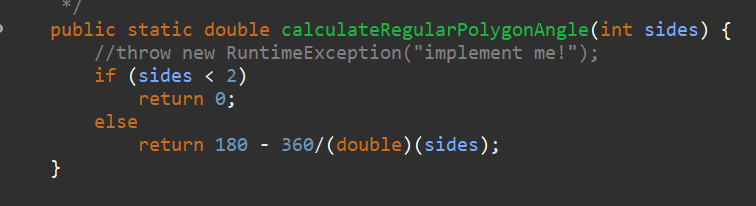 */
public static double calculateRegularPolygonAngle(int sides) {
//throw new RuntimeException("implement me!");
if (sides < 2)
return 0;
else
return 180 - 360/(double)(sides);
}